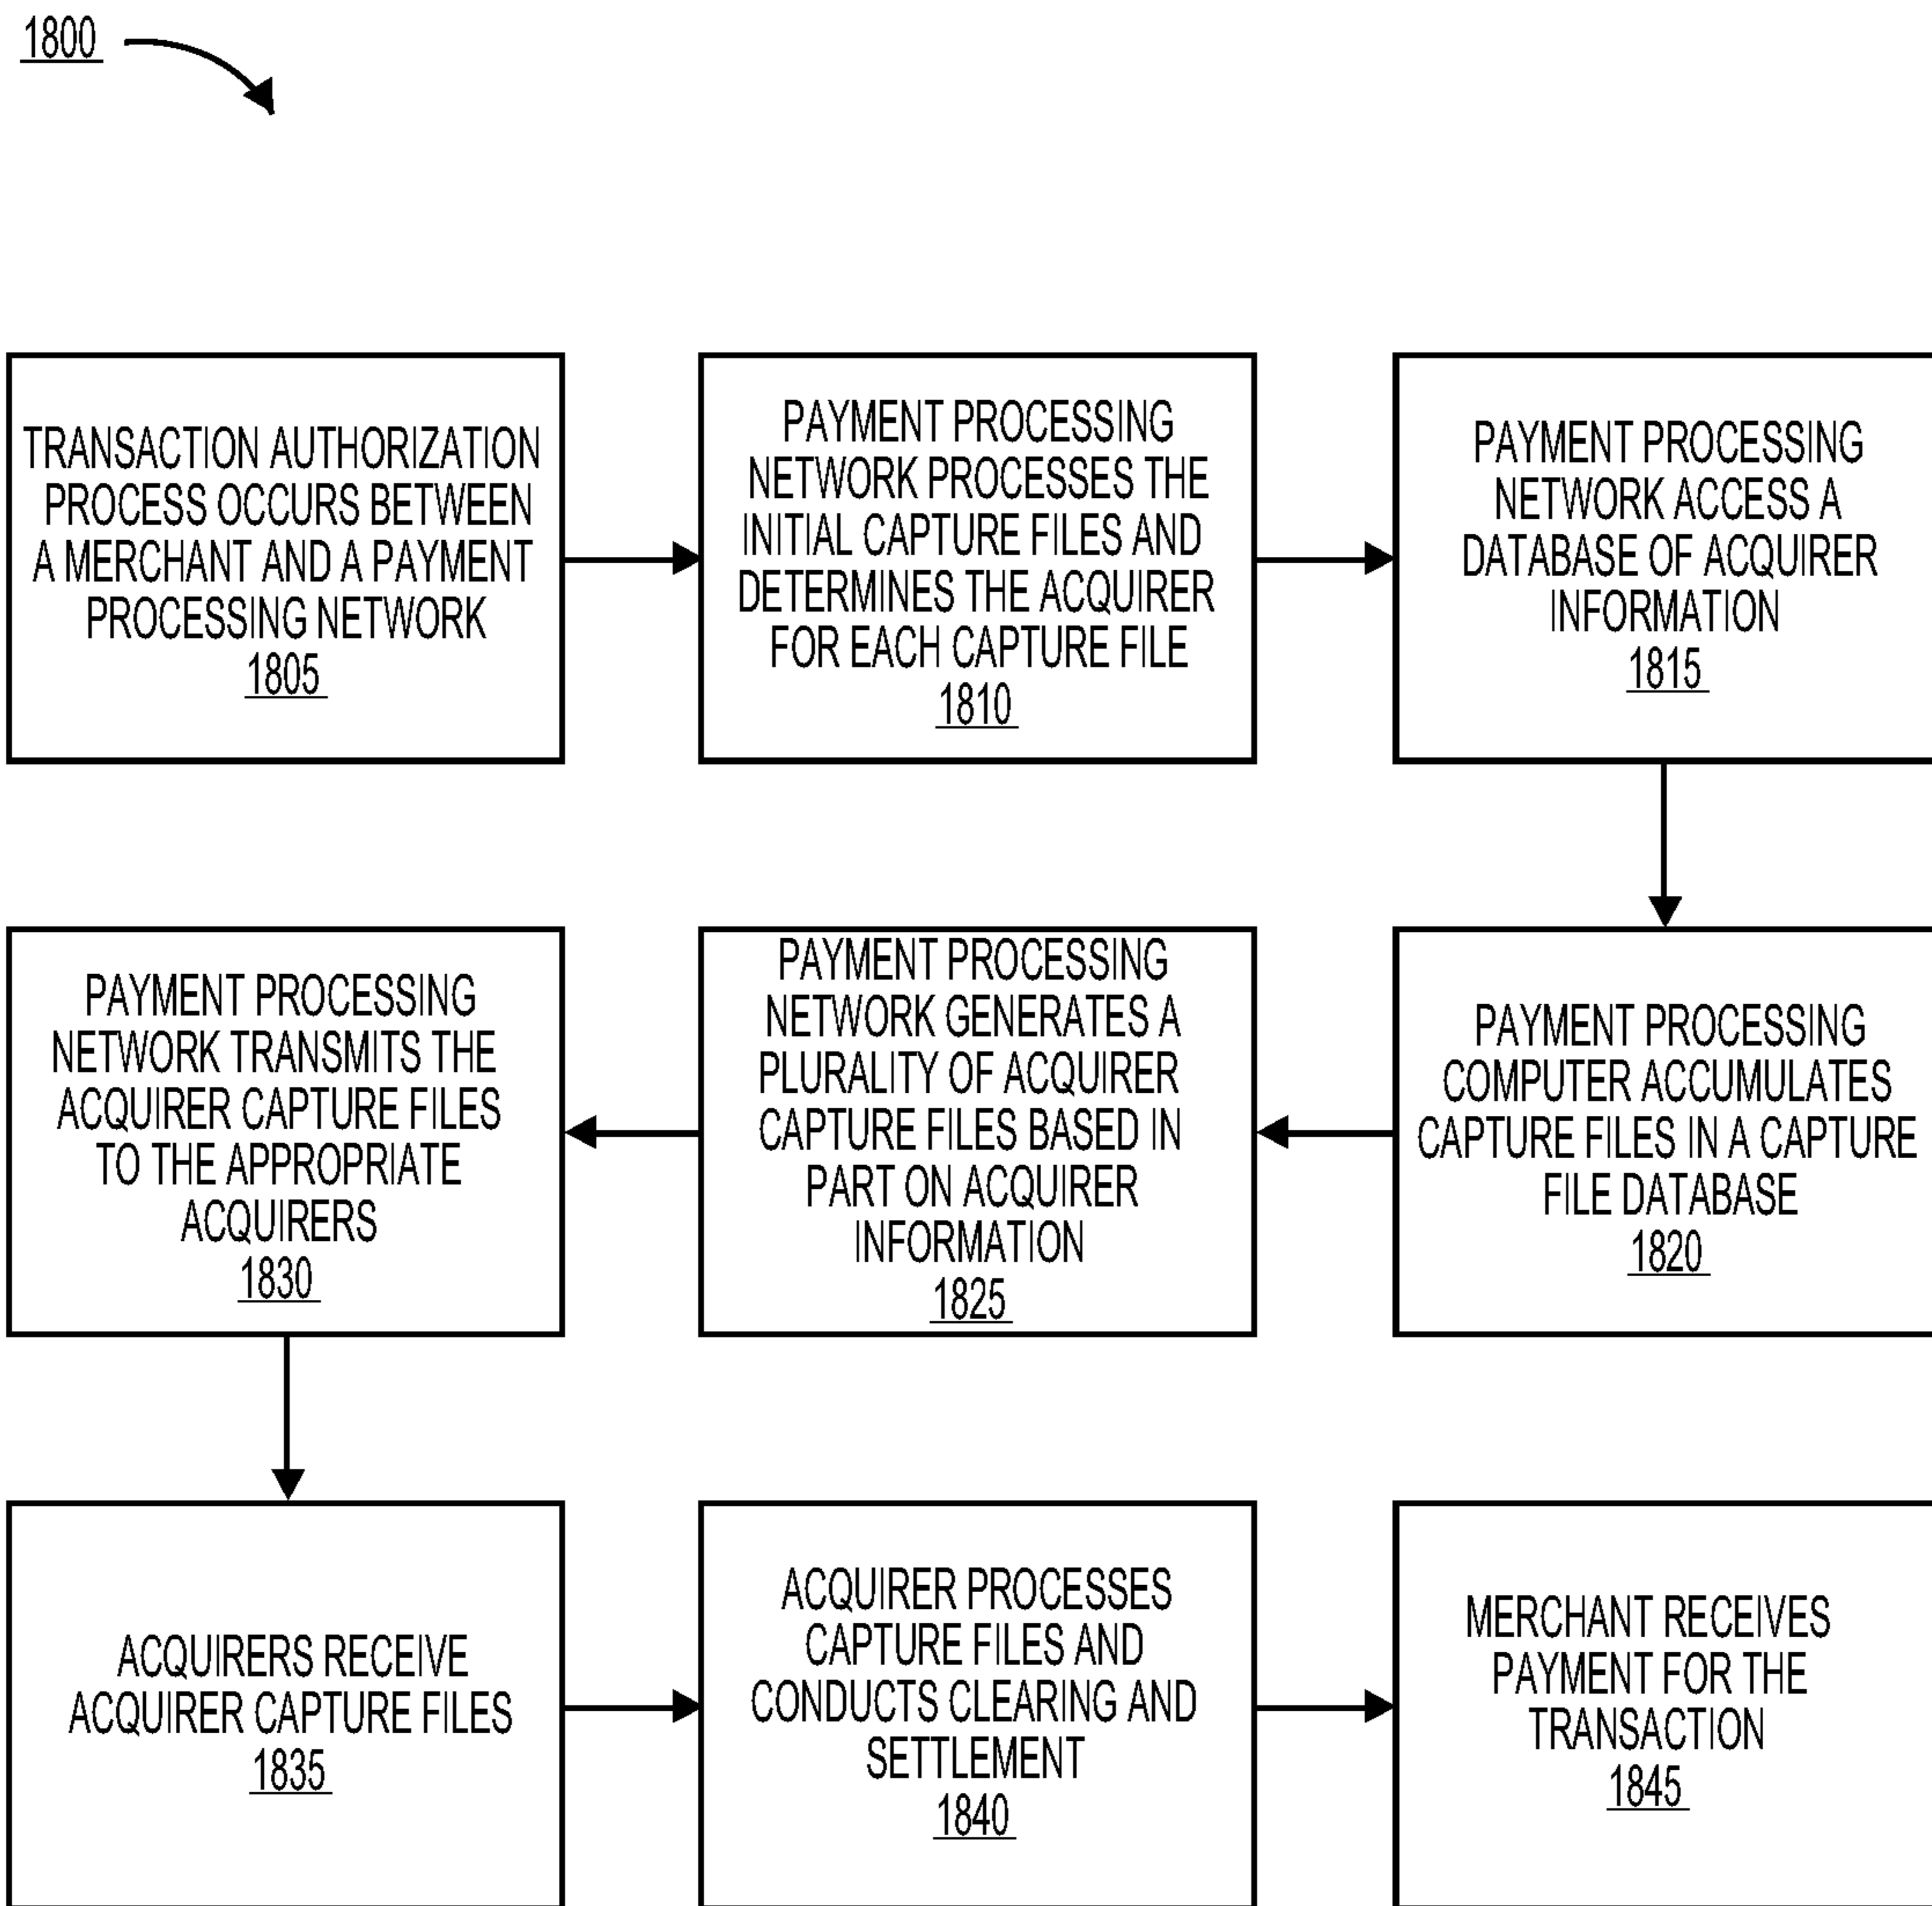 1800
TRANSACTION AUTHORIZATION
PROCESS OCCURS BETWEEN
A MERCHANT AND A PAYMENT
PROCESSING NETWORK
1805
PAYMENT PROCESSING
NETWORK PROCESSES THE
INITIAL CAPTURE FILES AND
DETERMINES THE ACQUIRER
FOR EACH CAPTURE FILE
1810
PAYMENT PROCESSING
NETWORK ACCESS A
DATABASE OF ACQUIRER
INFORMATION
1815
PAYMENT PROCESSING
COMPUTER ACCUMULATES
CAPTURE FILES IN A CAPTURE
FILE DATABASE
1820
PAYMENT PROCESSING
NETWORK GENERATES A
PLURALITY OF ACQUIRER
CAPTURE FILES BASED IN
PART ON ACQUIRER
INFORMATION
1825
PAYMENT PROCESSING
NETWORK TRANSMITS THE
ACQUIRER CAPTURE FILES
TO THE APPROPRIATE
ACQUIRERS
1830
ACQUIRERS RECEIVE
ACQUIRER CAPTURE FILES
1835
ACQUIRER PROCESSES
CAPTURE FILES AND
CONDUCTS CLEARING AND
SETTLEMENT
1840
MERCHANT RECEIVES
PAYMENT FOR THE
TRANSACTION
1845